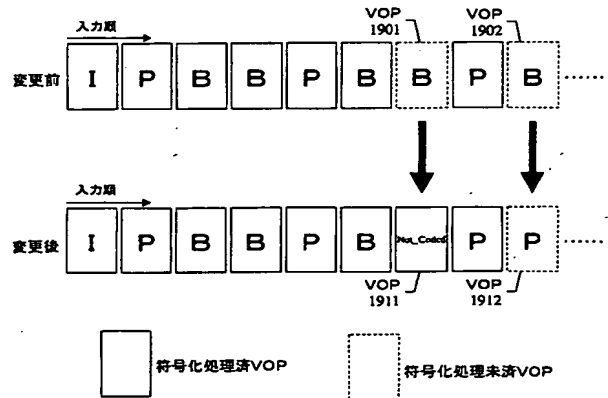 入力順
VOP
1901
VOP
1902
変更前 I P B B P B B P B ......
入力順
変更後 I P B B P B Not_Coded P P ......
VOP
1911
VOP
1912
符号化処理済VOP
符号化処理未済VOP